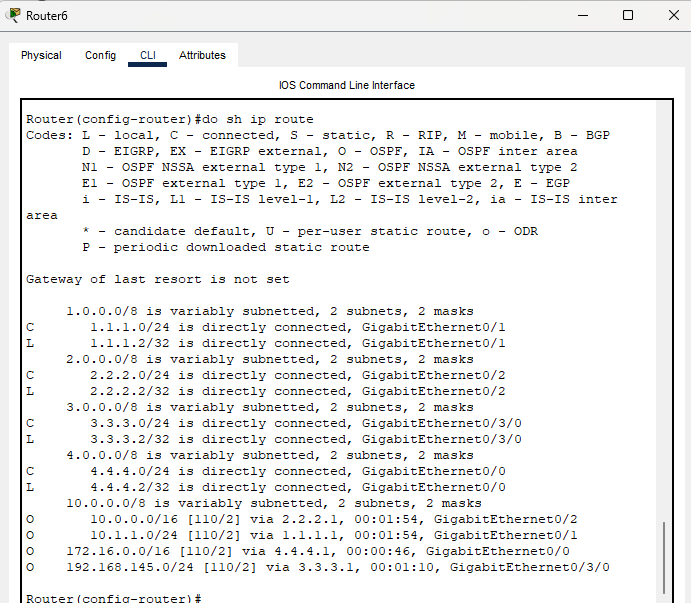 Router6
Physical Config CLI Attributes
IOS Command Line Interface
Router(config-router)#do sh ip route
Codes: L - local, C - connected, S - static, R - RIP, M - mobile, B - BGP
D - EIGRP, EX - EIGRP external, O - OSPF, IA - OSPF inter area
N1 - OSPF NSSA external type 1, N2 - OSPF NSSA external type 2
E1 - OSPF external type 1, E2 - OSPF external type 2, E - EGP
i - IS-IS, L1 - IS-IS level-1, L2 - IS-IS level-2, ia - IS-IS inter
area
* - candidate default, U - per-user static route, o - ODR
P - periodic downloaded static route
Gateway of last resort is not set
1.0.0.0/8 is variably subnetted, 2 subnets, 2 masks
C 1.1.1.0/24 is directly connected, GigabitEthernet0/1
L 1.1.1.2/32 is directly connected, GigabitEthernet0/1
2.0.0.0/8 is variably subnetted, 2 subnets, 2 masks
C 2.2.2.0/24 is directly connected, GigabitEthernet0/2
L 2.2.2.2/32 is directly connected, GigabitEthernet0/2
3.0.0.0/8 is variably subnetted, 2 subnets, 2 masks
C 3.3.3.0/24 is directly connected, GigabitEthernet0/3/0
L 3.3.3.2/32 is directly connected, GigabitEthernet0/3/0
4.0.0.0/8 is variably subnetted, 2 subnets, 2 masks
C 4.4.4.0/24 is directly connected, GigabitEthernet0/0
L 4.4.4.2/32 is directly connected, GigabitEthernet0/0
10.0.0.0/8 is variably subnetted, 2 subnets, 2 masks
O 10.0.0.0/16 [110/2] via 2.2.2.1, 00:01:54, GigabitEthernet0/2
O 10.1.1.0/24 [110/2] via 1.1.1.1, 00:01:54, GigabitEthernet0/1
O 172.16.0.0/16 [110/2] via 4.4.4.1, 00:00:46, GigabitEthernet0/0
O 192.168.145.0/24 [110/2] via 3.3.3.1, 00:01:10, GigabitEthernet0/3/0
Router(config-router)#